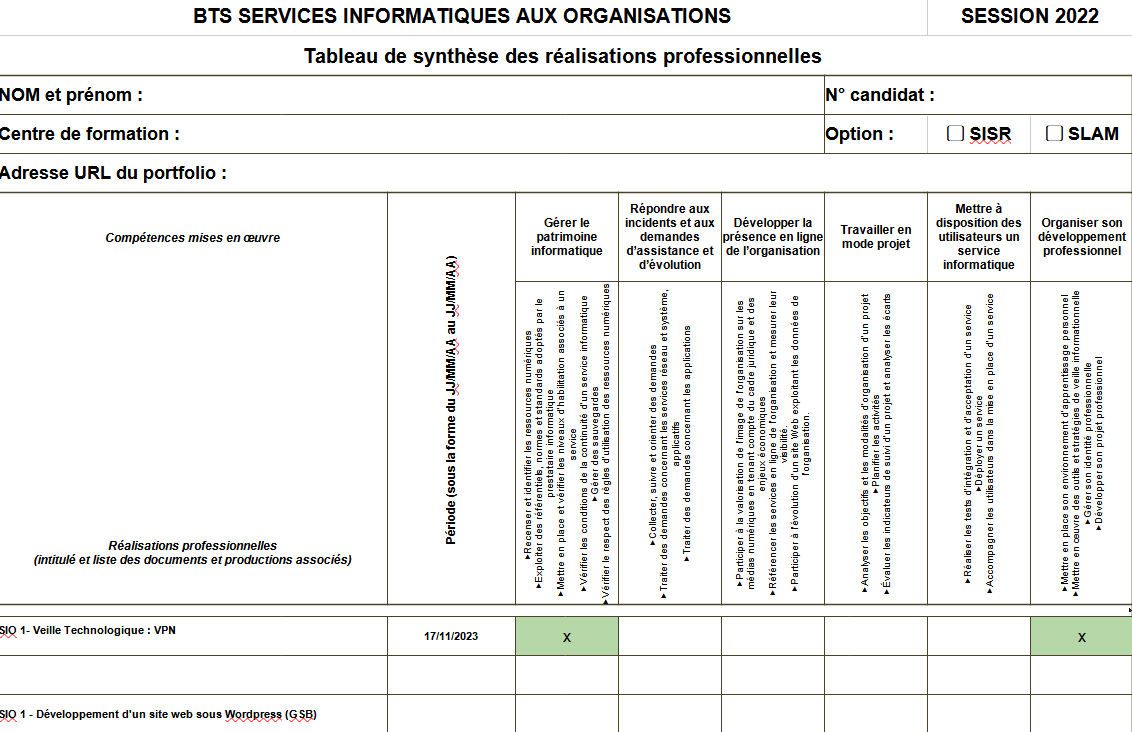 BTS SERVICES INFORMATIQUES AUX ORGANISATIONS
SESSION 2022
Tableau de synthèse des réalisations professionnelles
NOM et prénom :
N° candidat :
Centre de formation :
Option :
SISR
SLAM
Adresse URL du portfolio :
Compétences mises en œuvre
Réalisations professionnelles
(intitulé et liste des documents et productions associés)
Période (sous la forme du JJ/MM/AA au JJ/MM/AA)
Gérer le
patrimoine
informatique
Répondre aux
incidents et aux
demandes
d'assistance et
d'évolution
Développer la
présence en ligne
de l'organisation
Travailler en
mode projet
Mettre à
disposition des
utilisateurs un
service
informatique
Organiser son
développement
professionnel
►Recenser et identifier les ressources numériques
►Exploiter des référentiels, normes et standards adoptés par le
prestataire informatique
►Mettre en place et vérifier les niveaux d'habilitation associés à un
service
►Vérifier les conditions de la continuité d'un service informatique
►Gérer des sauvegardes
►Vérifier le respect des règles d'utilisation des ressources numériques
►Collecter, suivre et orienter des demandes
►Traiter des demandes concernant les services réseau et système,
applicatifs
►Traiter des demandes concernant les applications
►Participer à la valorisation de l'image de l'organisation sur les
médias numériques en tenant compte du cadre juridique et des
enjeux économiques
►Référencer les services en ligne de l'organisation et mesurer leur
visibilité.
►Participer à l'évolution d'un site Web exploitant les données de
l'organisation.
►Analyser les objectifs et les modalités d'organisation d'un projet
►Planifier les activités
►Évaluer les indicateurs de suivi d'un projet et analyser les écarts
►Réaliser les tests d'intégration et d'acceptation d'un service
►Déployer un service
►Accompagner les utilisateurs dans la mise en place d'un service
►Mettre en place son environnement d'apprentissage personnel
►Mettre en œuvre des outils et stratégies de veille informationnelle
►Gérer son identité professionnelle
►Développer son projet professionnel
SIO 1- Veille Technologique : VPN
17/11/2023
X
X
SIO 1 - Développement d'un site web sous Wordpress (GSB)